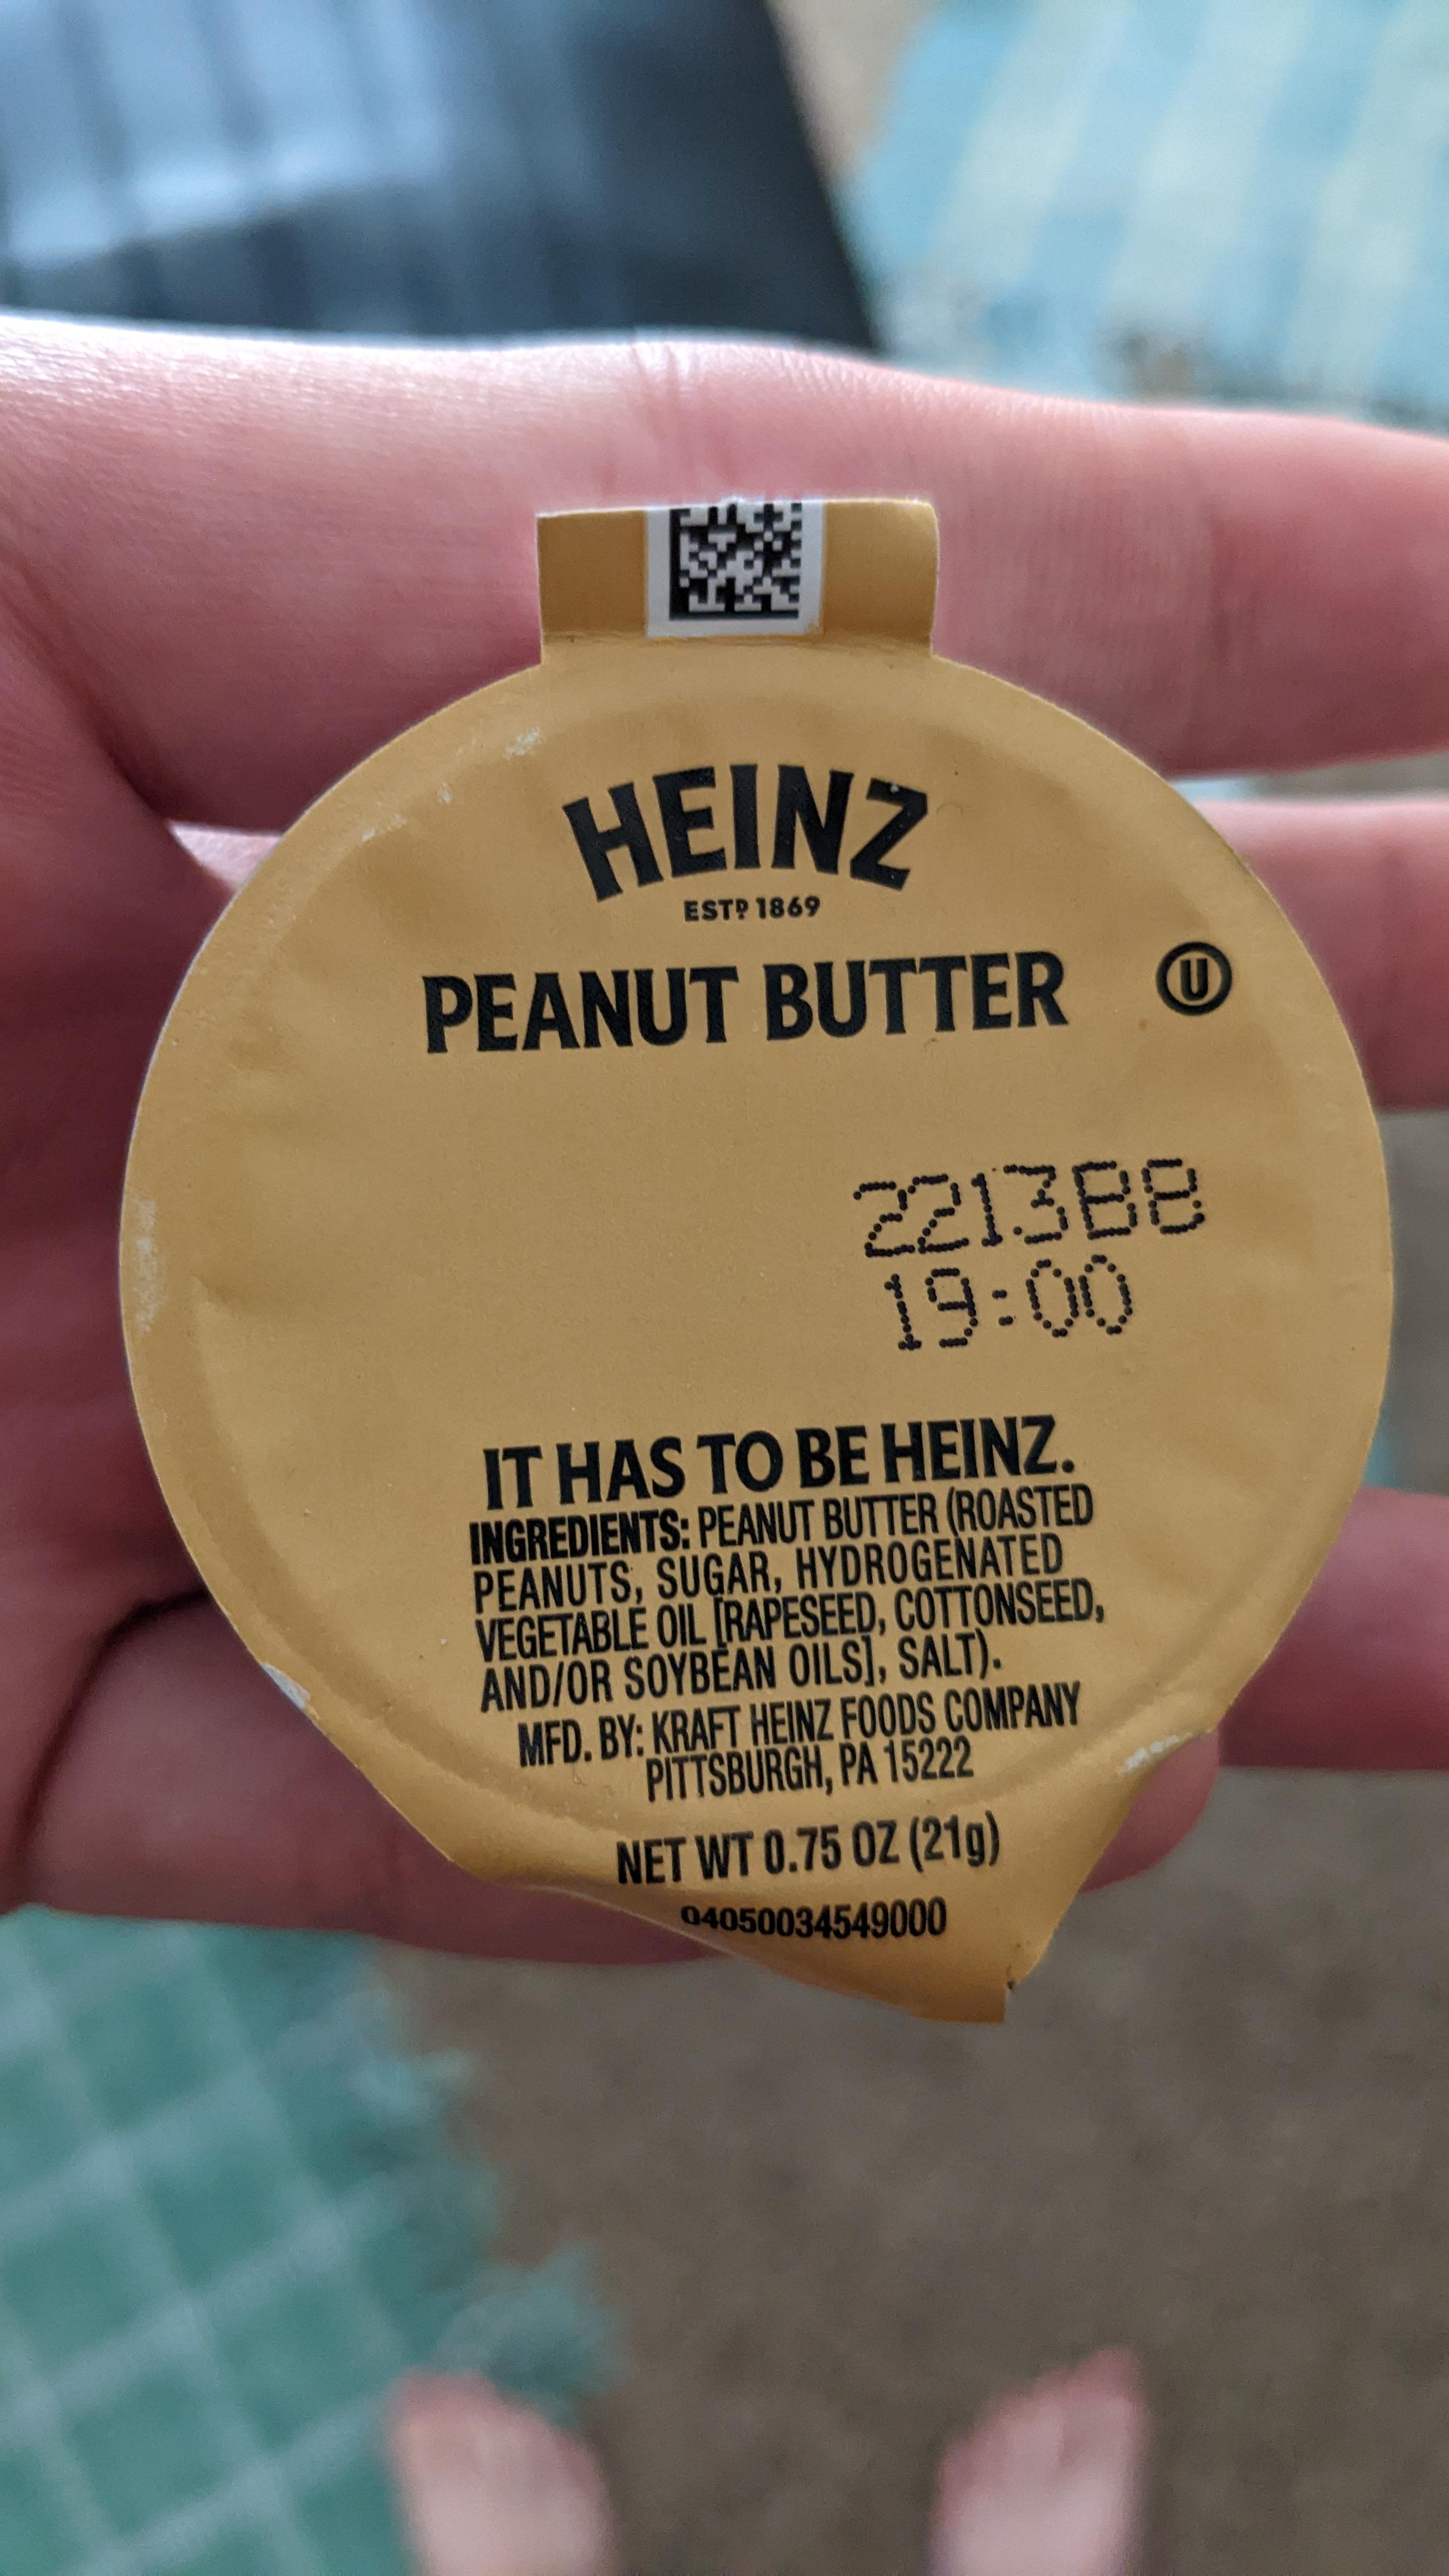 HEINZ
ESTD 1869
PEANUT BUTTER
U
2213B8
19:00
IT HAS TO BE HEINZ.
INGREDIENTS: PEANUT BUTTER (ROASTED
PEANUTS, SUGAR, HYDROGENATED
VEGETABLE OIL [RAPESEED, COTTONSEED,
AND/OR SOYBEAN OILS], SALT).
MFD. BY: KRAFT HEINZ FOODS COMPANY
PITTSBURGH, PA 15222
NET WT 0.75 OZ (21g)
04050034549000